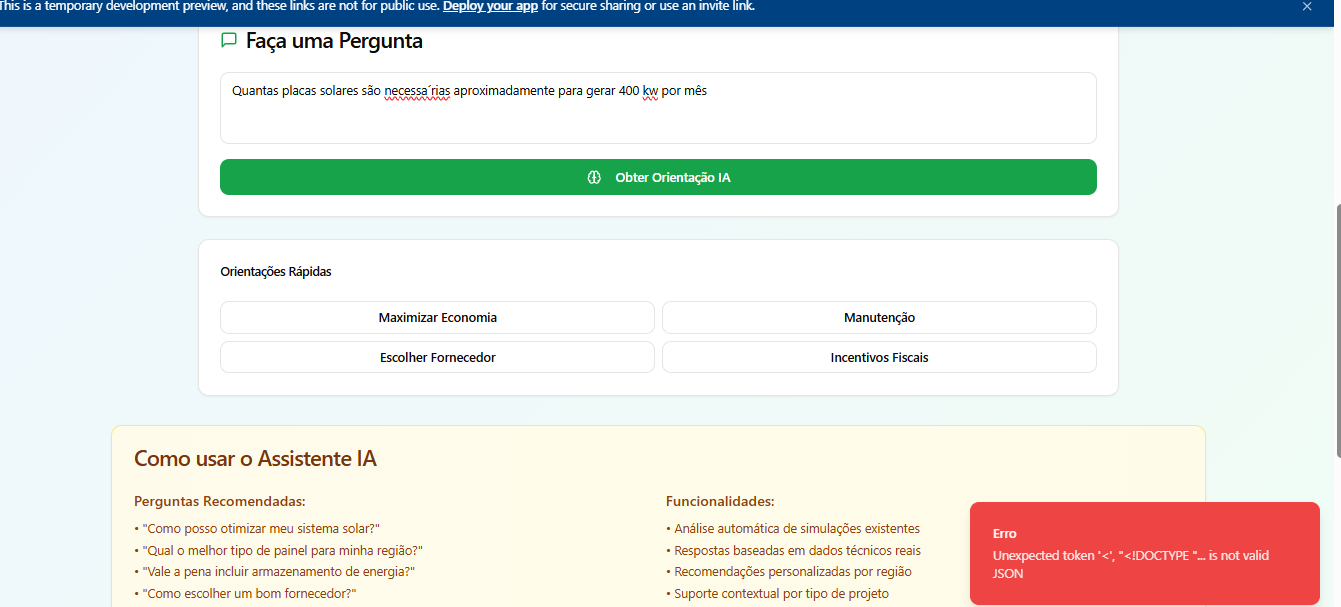 This is a temporary development preview, and these links are not for public use. Deploy your app for secure sharing or use an invite link.
Faça uma Pergunta
Quantas placas solares são necessa´rias aproximadamente para gerar 400 kw por mês
Obter Orientação IA
Orientações Rápidas
Maximizar Economia
Manutenção
Escolher Fornecedor
Incentivos Fiscais
Como usar o Assistente IA
Perguntas Recomendadas:
• "Como posso otimizar meu sistema solar?"
• "Qual o melhor tipo de painel para minha região?"
• "Vale a pena incluir armazenamento de energia?"
• "Como escolher um bom fornecedor?"
Funcionalidades:
• Análise automática de simulações existentes
• Respostas baseadas em dados técnicos reais
• Recomendações personalizadas por região
• Suporte contextual por tipo de projeto
Erro
Unexpected token '<', "<!DOCTYPE "... is not valid
JSON